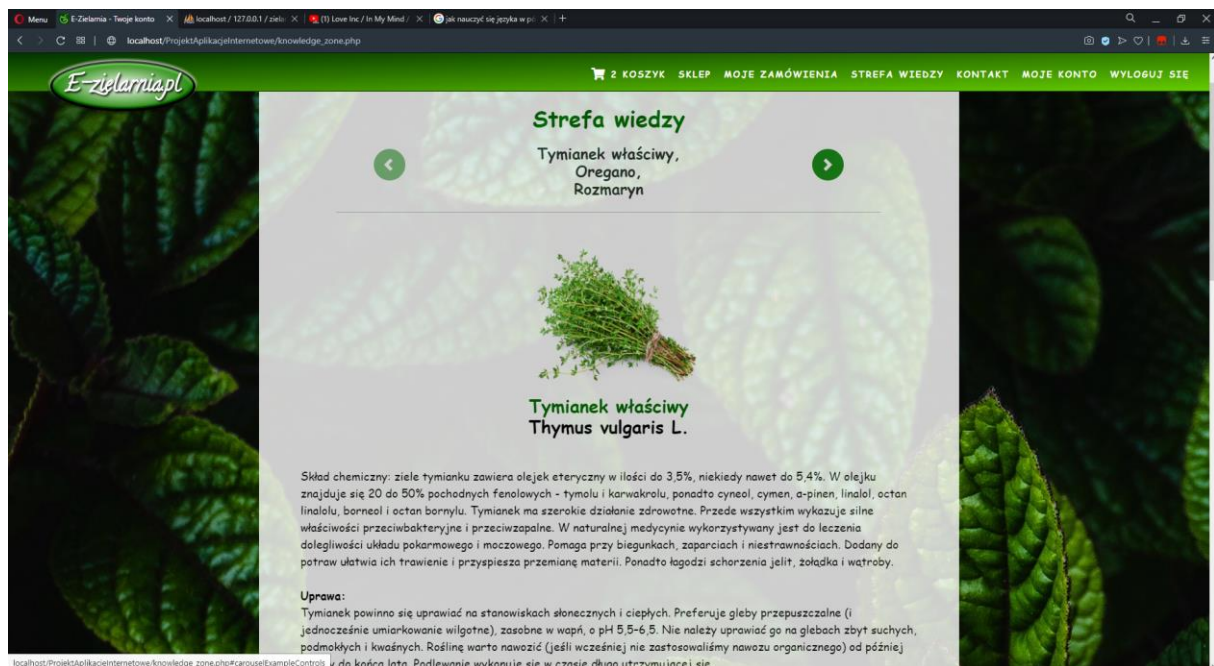 Menu
E-Zielarnia - Twoje konto
localhost / 127.0.0.1 / zielar
(1) Love Inc / In My Mind /
jak nauczyć się języka w pó
localhost/ProjektAplikacjeInternetowe/knowledge_zone.php
E-zielarnia.pl
2 KOSZYK SKLEP MOJE ZAMÓWIENIA STREFA WIEDZY KONTAKT MOJE KONTO WYLOGUJ SIĘ
Strefa wiedzy
Tymianek właściwy,
Oregano,
Rozmaryn
Tymianek właściwy
Thymus vulgaris L.
Skład chemiczny: ziele tymianku zawiera olejek eteryczny w ilości do 3,5%, niekiedy nawet do 5,4%. W olejku
znajduje się 20 do 50% pochodnych fenolowych - tymolu i karwakrolu, ponadto cyneol, cymen, α-pinen, linalol, octan
linalolu, borneol i octan bornylu. Tymianek ma szerokie działanie zdrowotne. Przede wszystkim wykazuje silne
właściwości przeciwbakteryjne i przeciwzapalne. W naturalnej medycynie wykorzystywany jest do leczenia
dolegliwości układu pokarmowego i moczowego. Pomaga przy biegunkach, zaparciach i niestrawnościach. Dodany do
potraw ułatwia ich trawienie i przyspiesza przemianę materii. Ponadto łagodzi schorzenia jelit, żołądka i wątroby.
Uprawa:
Tymianek powinno się uprawiać na stanowiskach słonecznych i ciepłych. Preferuje gleby przepuszczalne (i
jednocześnie umiarkowanie wilgotne), zasobne w wapń, o pH 5,5-6,5. Nie należy uprawiać go na glebach zbyt suchych,
podmokłych i kwaśnych. Roślinę warto nawozić (jeśli wcześniej nie zastosowaliśmy nawozu organicznego) od później
y do końca lata. Podlewanie wykonuje się w czasie długo utrzymującej się
localhost/ProjektAplikacjeInternetowe/knowledge_zone.php#carouselExampleControls